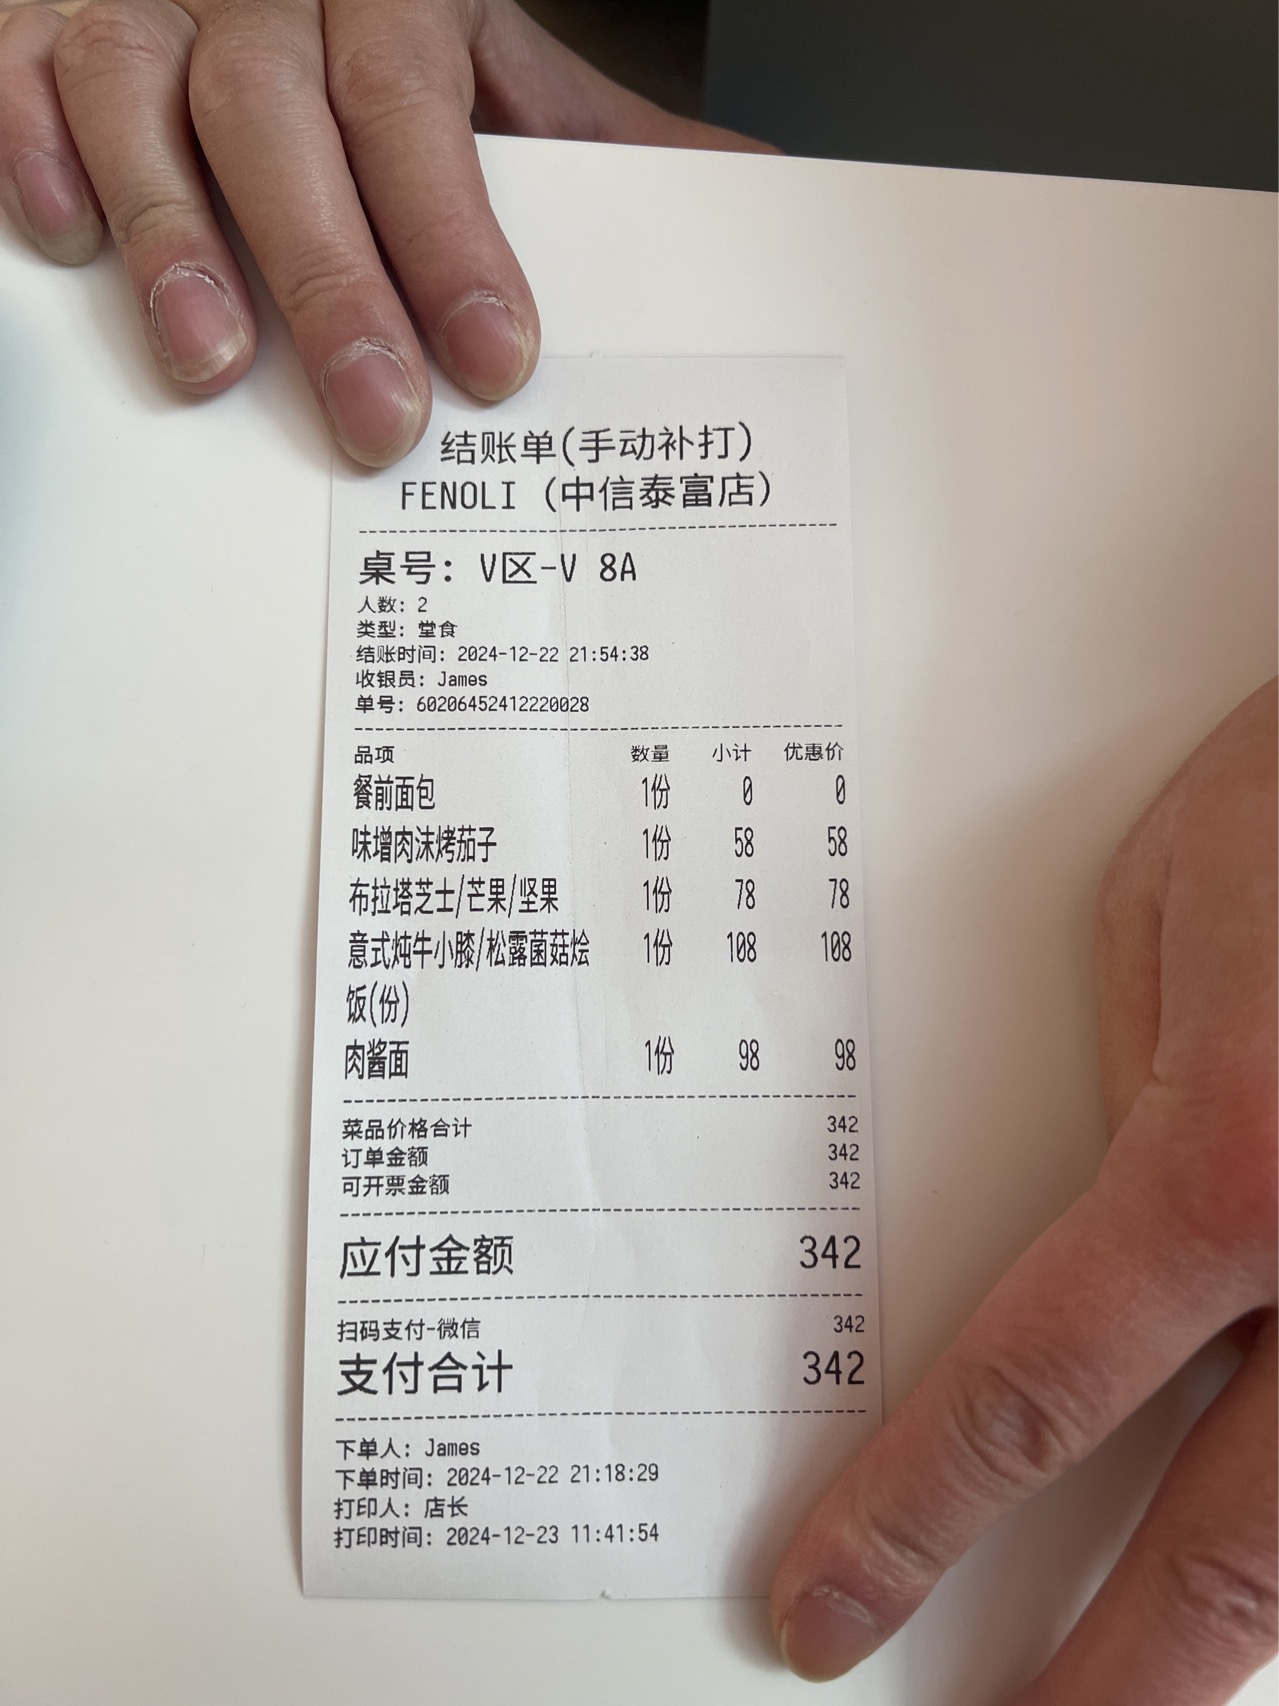 结账单(手动补打)
FENOLI (中信泰富店)
桌号: V区-V 8A
人数: 2
类型: 堂食
结账时间: 2024-12-22 21:54:38
收银员: James
单号: 60206452412220028
品项 数量 小计 优惠价
餐前面包 1份 0 0
味增肉沫烤茄子 1份 58 58
布拉塔芝士/芒果/坚果 1份 78 78
意式炖牛小膝/松露菌菇烩 1份 108 108
饭(份)
肉酱面 1份 98 98
菜品价格合计 342
订单金额 342
可开票金额 342
应付金额 342
扫码支付-微信 342
支付合计 342
下单人: James
下单时间: 2024-12-22 21:18:29
打印人: 店长
打印时间: 2024-12-23 11:41:54